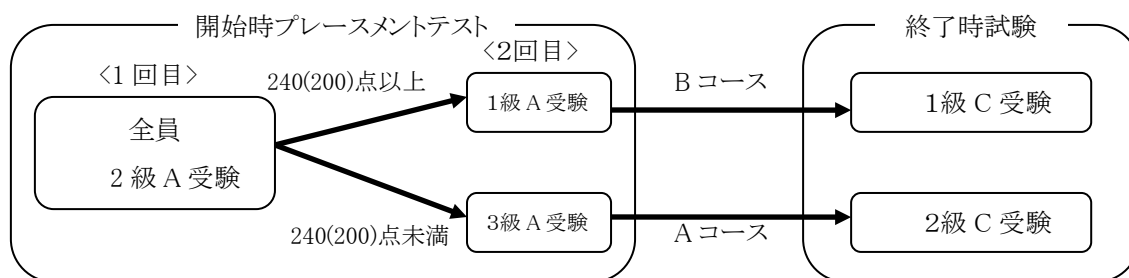 開始時プレースメントテスト
終了時試験
〈1回目〉
〈2回目〉
240(200)点以上
全員
2級A受験
1級A受験
Bコース
1級C受験
240(200)点未満
3級A受験
Aコース
2級C受験